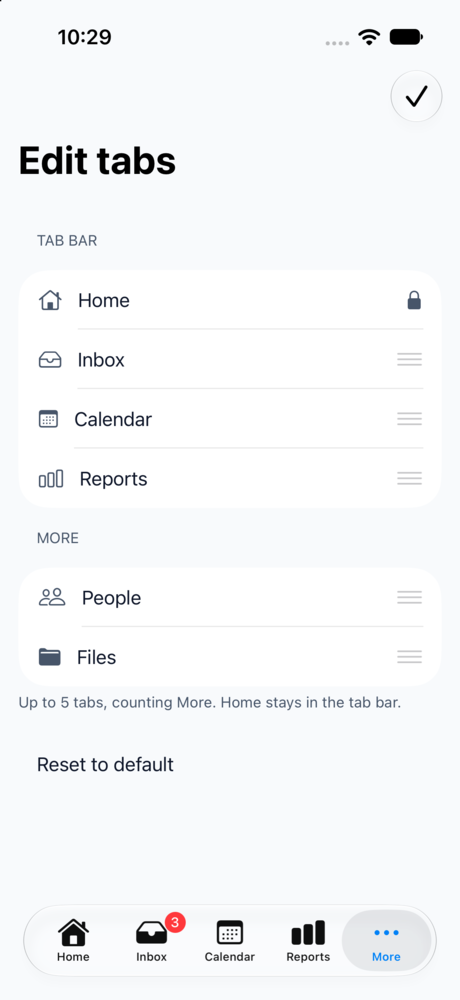 10:29
Edit tabs
TAB BAR
Home
Inbox
Calendar
Reports
MORE
People
Files
Up to 5 tabs, counting More. Home stays in the tab bar.
Reset to default
3
Home Inbox Calendar Reports More